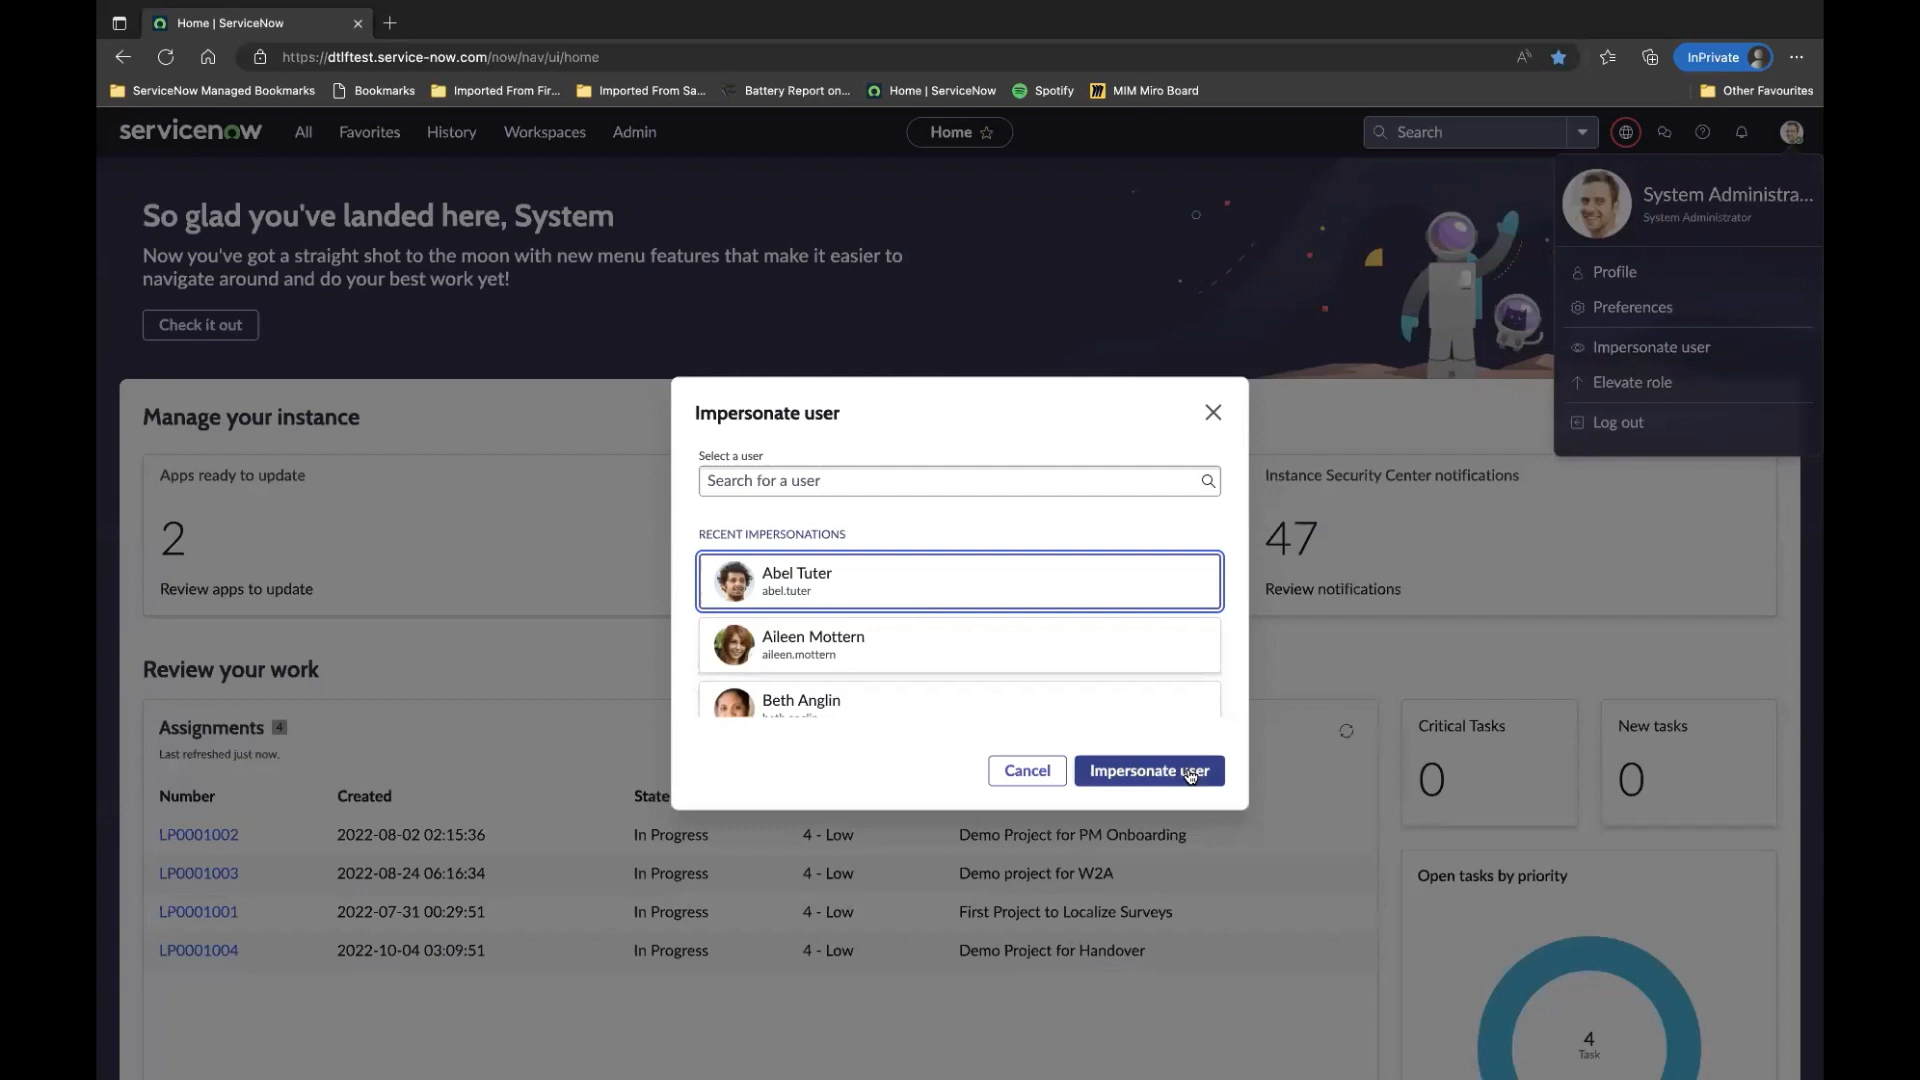 Home | ServiceNow
https://dtlftest.service-now.com/now/nav/ui/home
InPrivate
ServiceNow Managed Bookmarks
Bookmarks
Imported From Fir...
Imported From Sa...
Battery Report on...
Home | ServiceNow
Spotify
MIM Miro Board
Other Favourites
servicenow
All
Favorites
History
Workspaces
Admin
Home
Search
So glad you've landed here, System
Now you've got a straight shot to the moon with new menu features that make it easier to
navigate around and do your best work yet!
Check it out
System Administra...
System Administrator
Profile
Preferences
Impersonate user
Elevate role
Log out
Manage your instance
Apps ready to update
2
Review apps to update
Instance Security Center notifications
47
Review notifications
Impersonate user
Select a user
Search for a user
RECENT IMPERSONATIONS
Abel Tuter
abel.tuter
Aileen Mottern
aileen.mottern
Beth Anglin
Cancel
Impersonate user
Review your work
Assignments 4
Last refreshed just now.
Number Created State
LP0001002 2022-08-02 02:15:36 In Progress 4 - Low Demo Project for PM Onboarding
LP0001003 2022-08-24 06:16:34 In Progress 4 - Low Demo project for W2A
LP0001001 2022-07-31 00:29:51 In Progress 4 - Low First Project to Localize Surveys
LP0001004 2022-10-04 03:09:51 In Progress 4 - Low Demo Project for Handover
Critical Tasks
0
New tasks
0
Open tasks by priority
4
Task